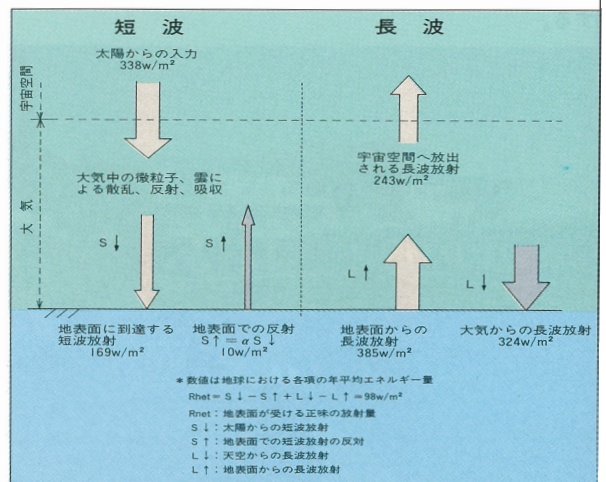 短　波
長　波
太陽からの入力
338w/m²
宇宙空間
宇宙空間へ放出
される長波放射
243w/m²
大気中の微粒子、雲に
よる散乱、反射、吸収
大　気
S↓
S↑
L↑
L↓
地表面に到達する
短波放射
169w/m²
地表面での反射
S↑＝αS↓
10w/m²
地表面からの
長波放射
385w/m²
大気からの長波放射
324w/m²
＊数値は地球における各項の年平均エネルギー量
Rhet＝S↓−S↑＋L↓−L↑＝98w/m²
Rnet：地表面が受ける正味の放射量
S↓：太陽からの短波放射
S↑：地表面での短波放射の反対
L↓：天空からの長波放射
L↑：地表面からの長波放射